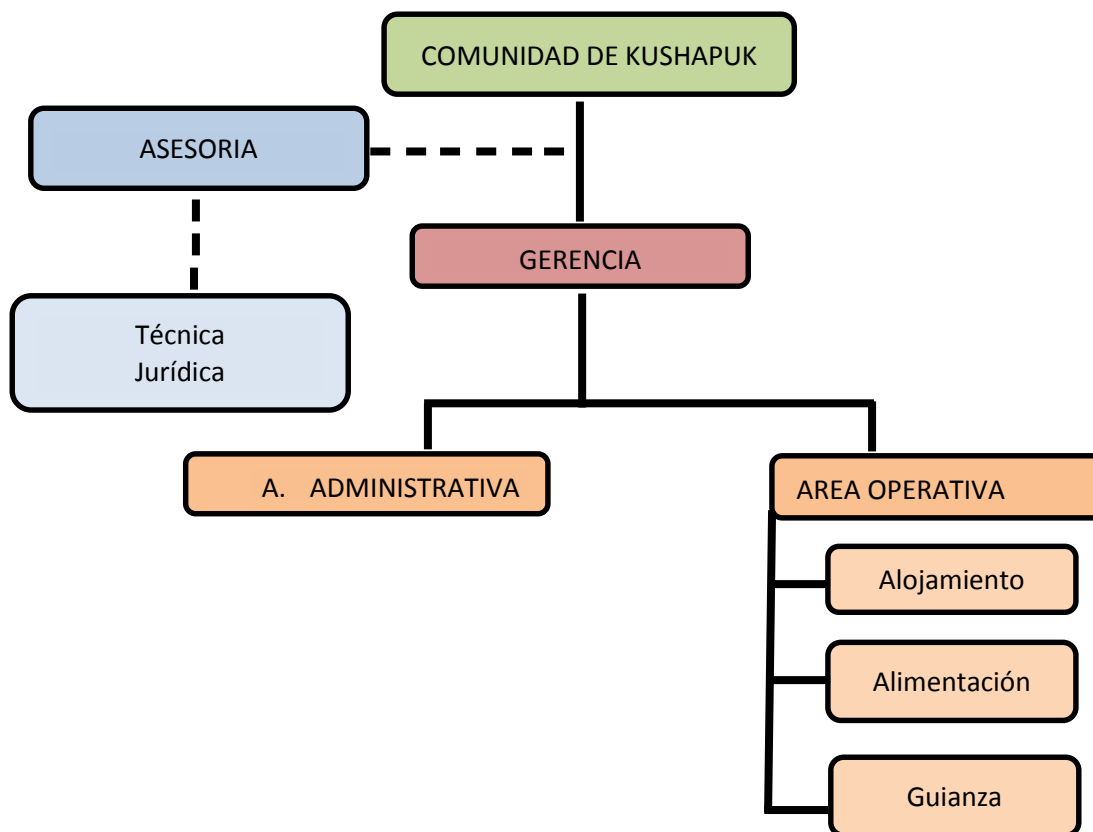 COMUNIDAD DE KUSHAPUK
ASESORIA
GERENCIA
Técnica
Jurídica
A. ADMINISTRATIVA
AREA OPERATIVA
Alojamiento
Alimentación
Guianza